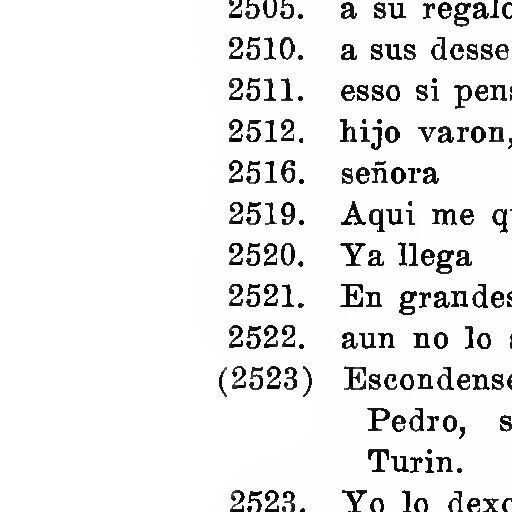 2505. a su regalo
2510. a sus desse
2511. esso si pens
2512. hijo varon,
2516. señora
2519. Aqui me q
2520. Ya llega
2521. En grandes
2522. aun no lo
(2523) Escondense
Pedro, s
Turin.
2523. Yo lo dexo